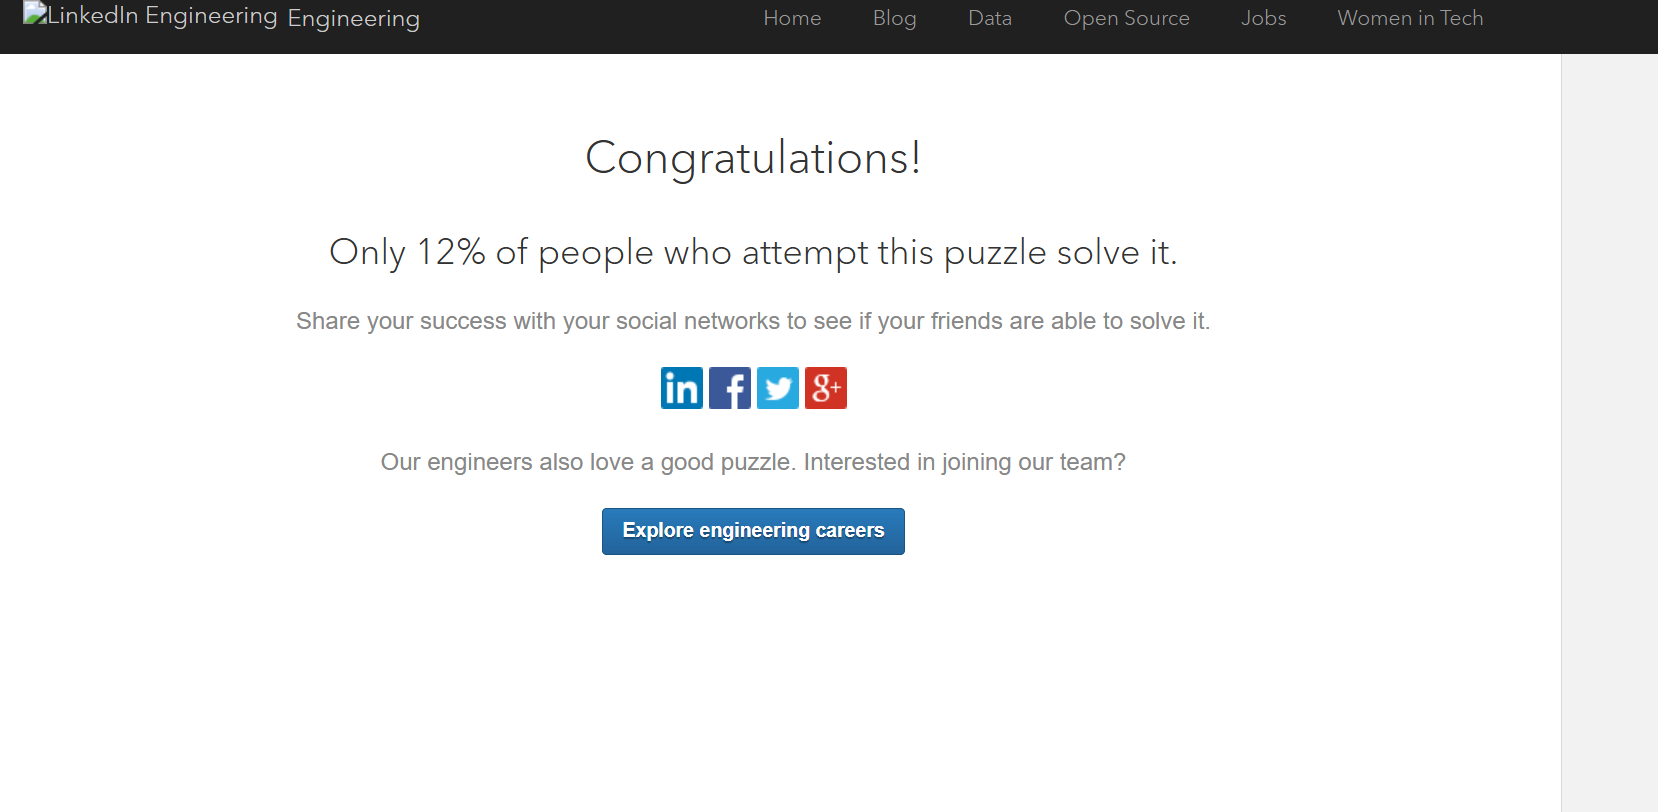 LinkedIn Engineering Engineering Home Blog Data Open Source Jobs Women in Tech
Congratulations!
Only 12% of people who attempt this puzzle solve it.
Share your success with your social networks to see if your friends are able to solve it.
in f g+
Our engineers also love a good puzzle. Interested in joining our team?
Explore engineering careers